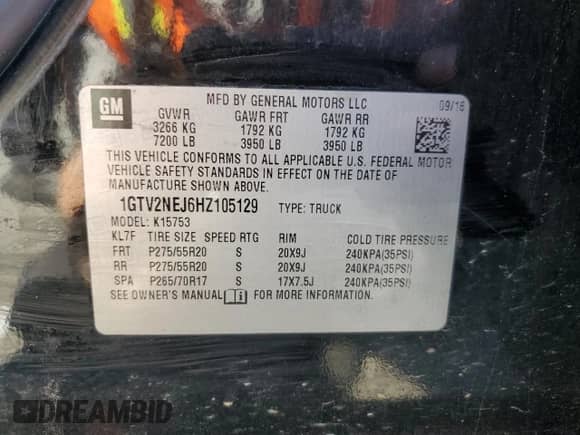 GM
MFD BY GENERAL MOTORS LLC 09/16
GVWR GAWR FRT GAWR RR
3266 KG 1792 KG 1792 KG
7200 LB 3950 LB 3950 LB
THIS VEHICLE CONFORMS TO ALL APPLICABLE U.S. FEDERAL MOTOR
VEHICLE SAFETY STANDARDS IN EFFECT ON THE DATE OF
MANUFACTURE SHOWN ABOVE.
1GTV2NEJ6HZ105129 TYPE: TRUCK
MODEL: K15753
KL7F TIRE SIZE SPEED RTG RIM COLD TIRE PRESSURE
FRT P275/55R20 S 20X9J 240KPA(35PSI)
RR P275/55R20 S 20X9J 240KPA(35PSI)
SPA P265/70R17 S 17X7.5J 240KPA(35PSI)
SEE OWNER'S MANUAL FOR MORE INFORMATION.
DREAMBID